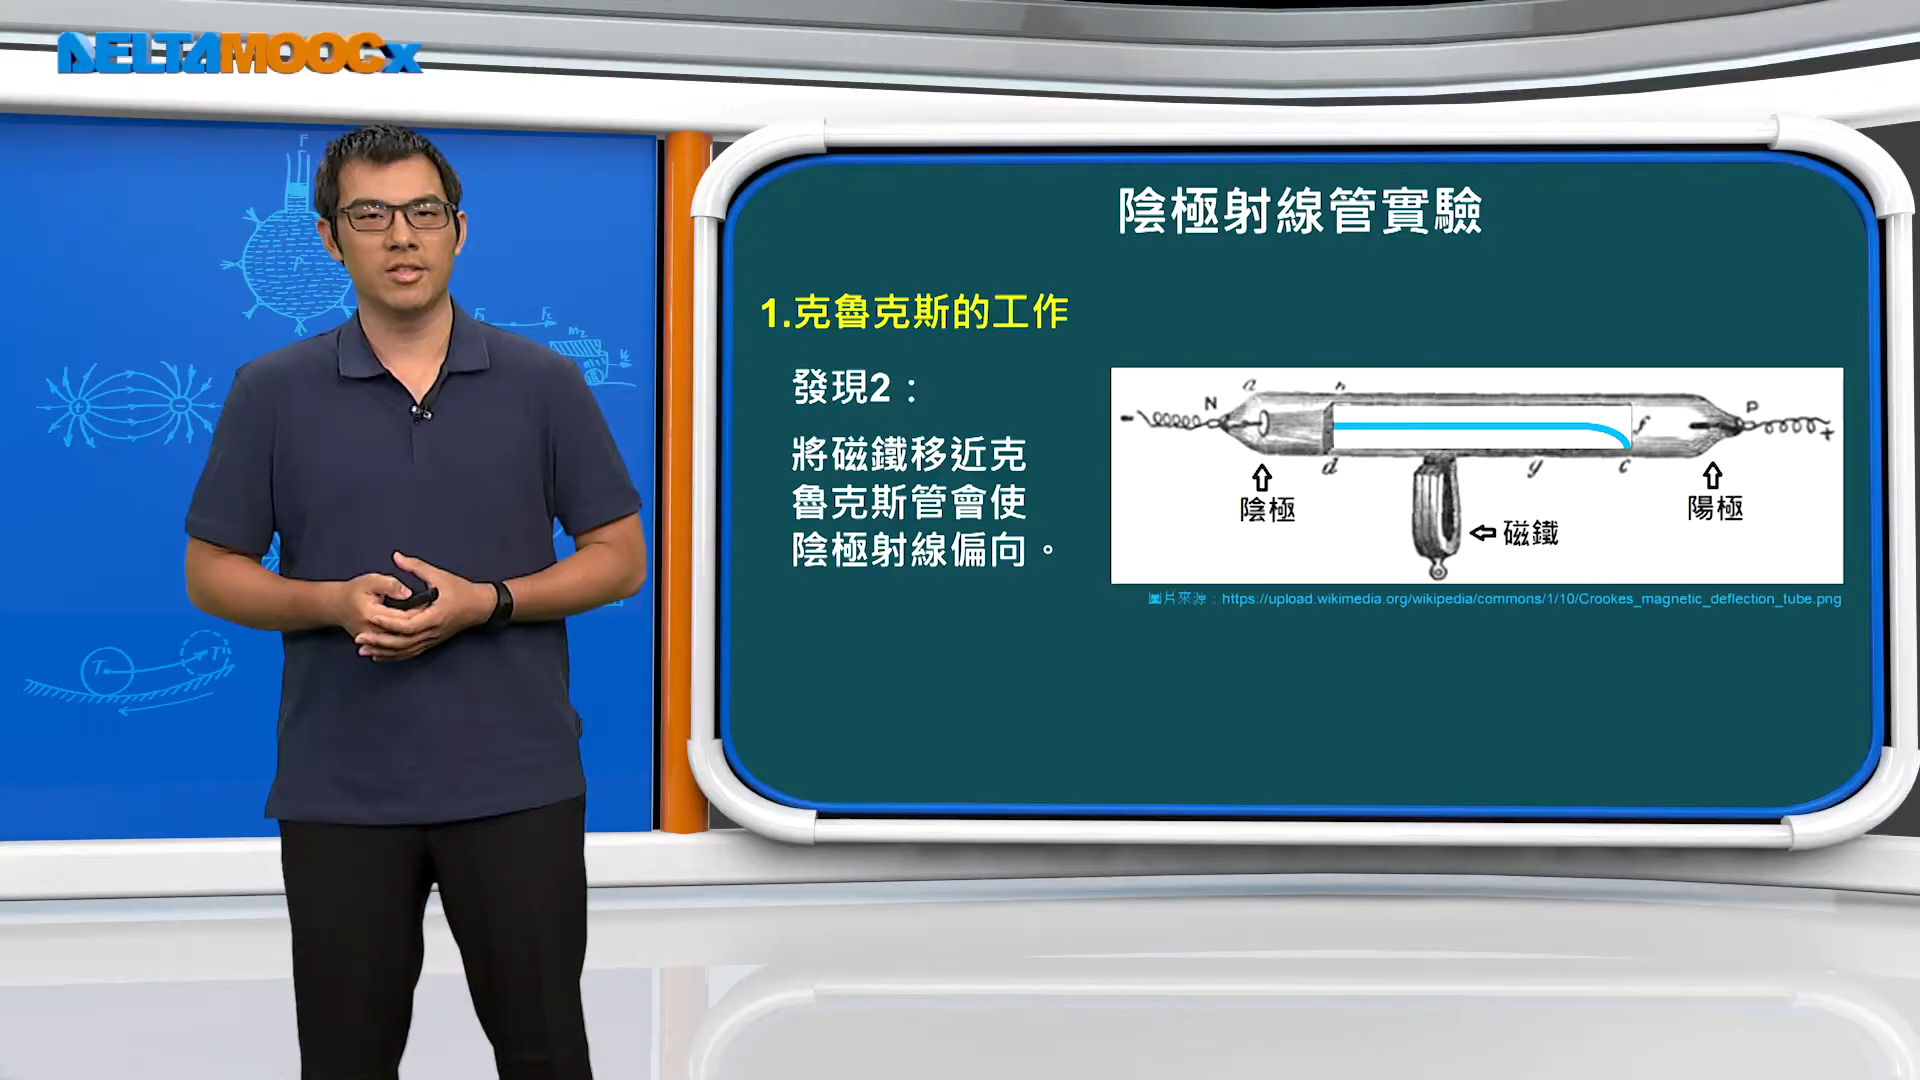 DELTAMOOCx
陰極射線管實驗
1.克魯克斯的工作
發現2：
將磁鐵移近克
魯克斯管會使
陰極射線偏向。
a
N
P
f
d
y
c
陰極
陽極
磁鐵
圖片來源：https://upload.wikimedia.org/wikipedia/commons/1/10/Crookes_magnetic_deflection_tube.png
F
P